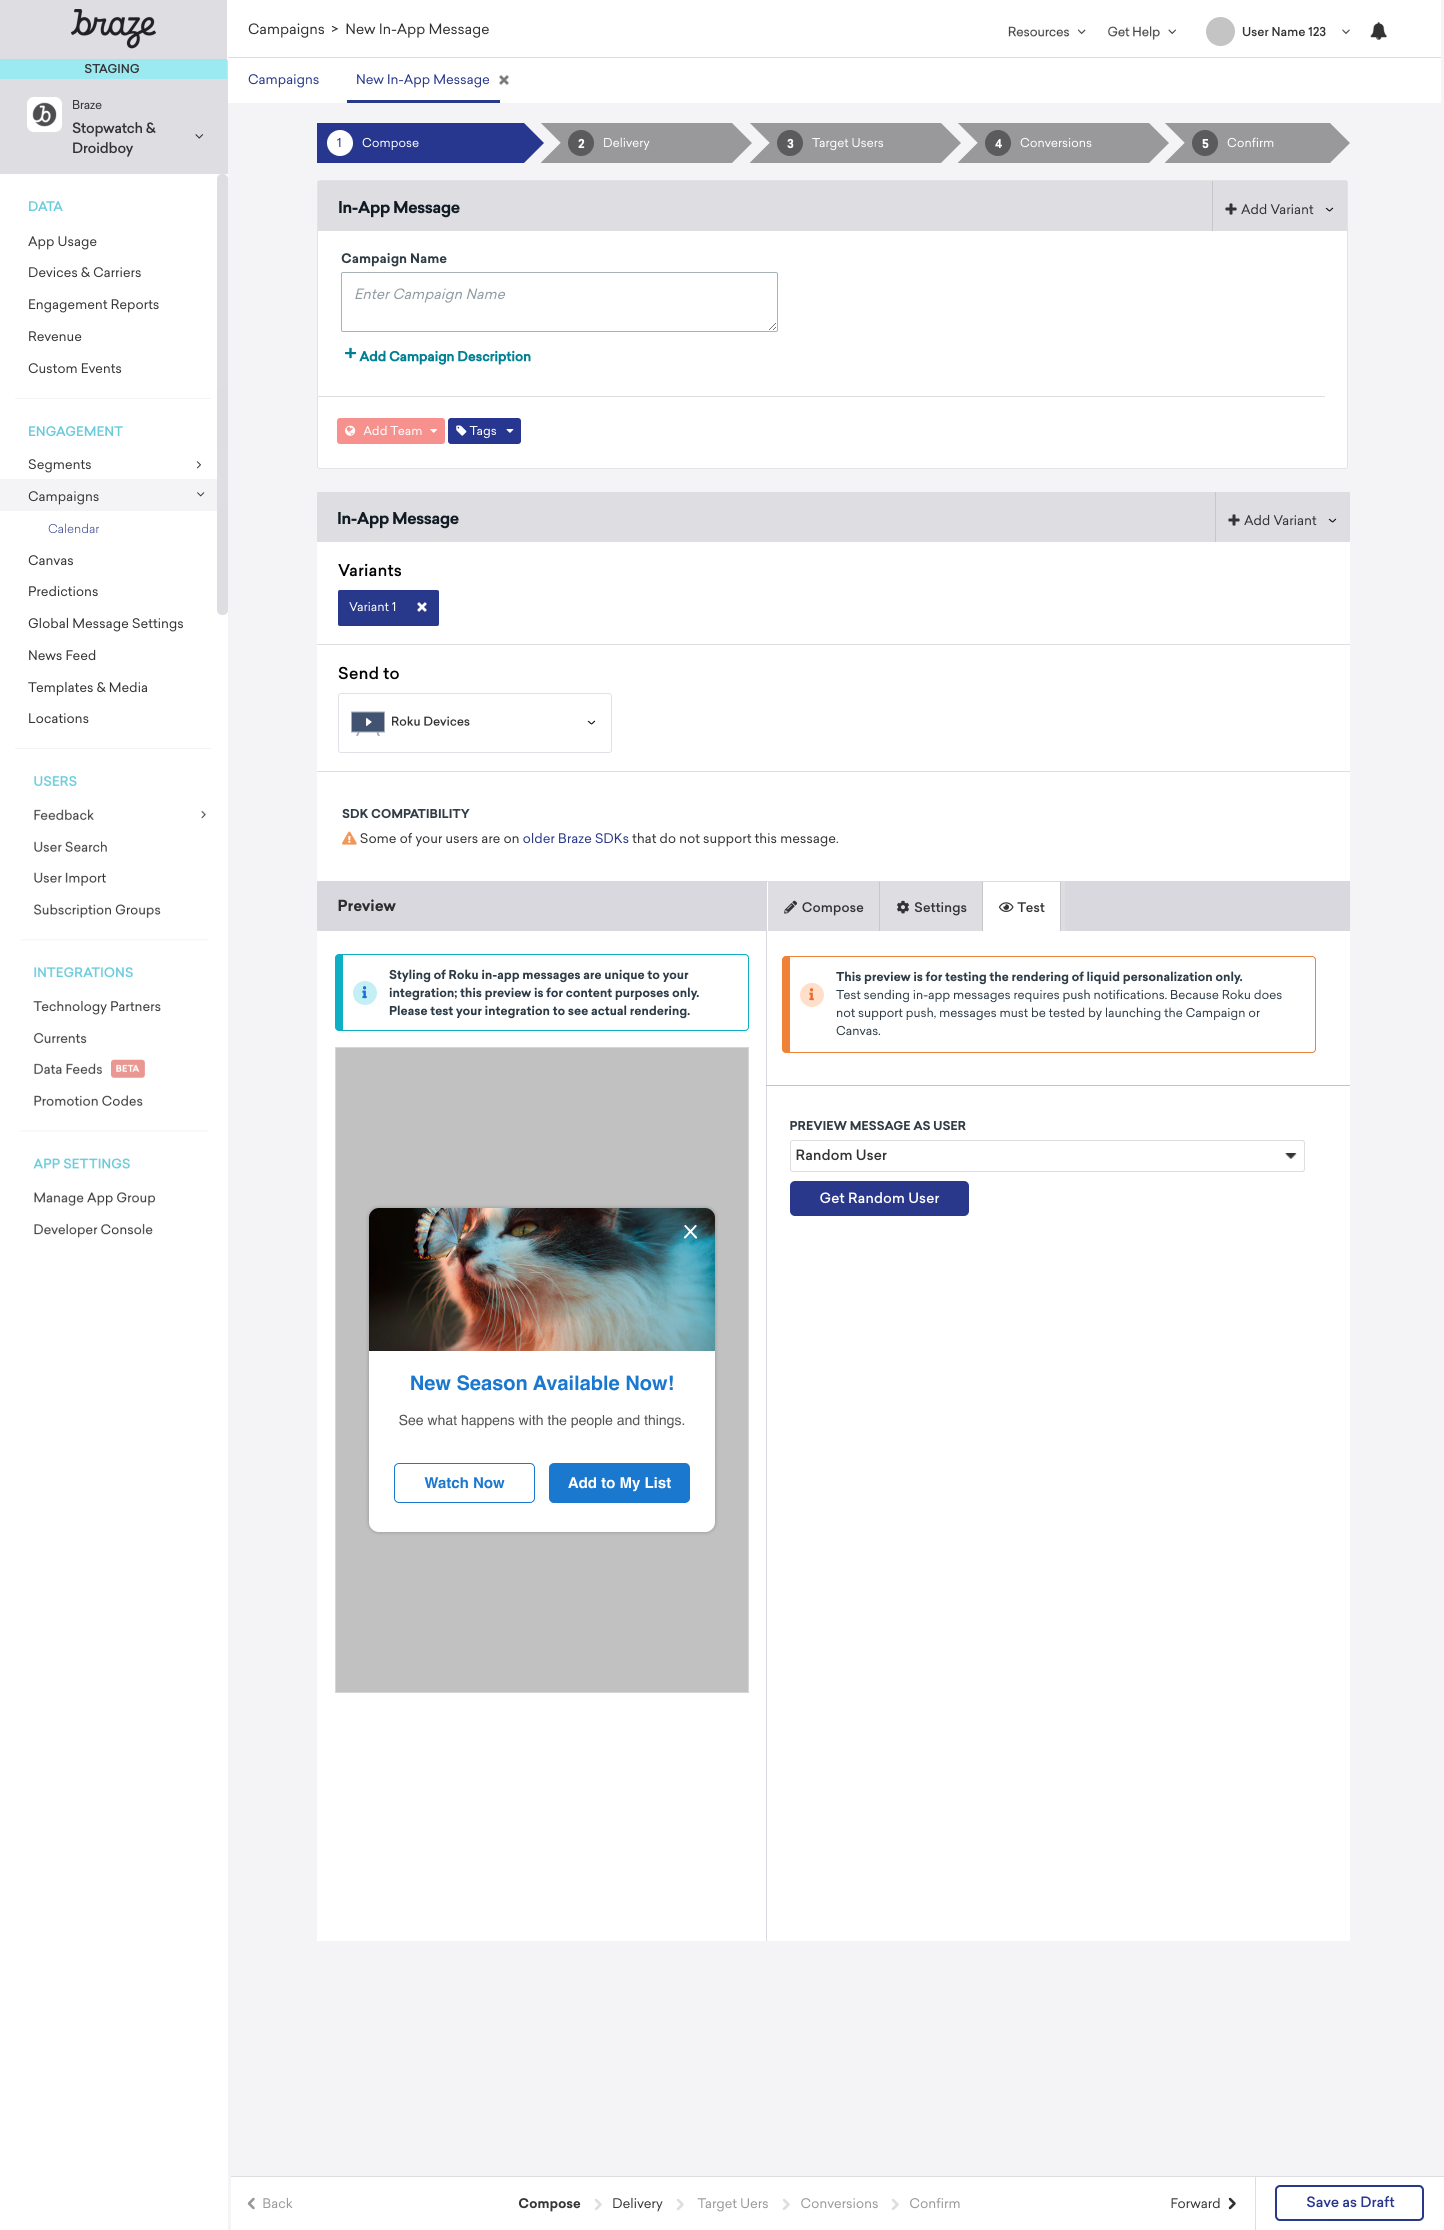 braze
STAGING
Braze
Stopwatch &
Droidboy
DATA
App Usage
Devices & Carriers
Engagement Reports
Revenue
Custom Events
ENGAGEMENT
Segments
Campaigns
Calendar
Canvas
Predictions
Global Message Settings
News Feed
Templates & Media
Locations
USERS
Feedback
User Search
User Import
Subscription Groups
INTEGRATIONS
Technology Partners
Currents
Data Feeds BETA
Promotion Codes
APP SETTINGS
Manage App Group
Developer Console
Campaigns > New In-App Message
Resources Get Help User Name 123
Campaigns New In-App Message
1 Compose 2 Delivery 3 Target Users 4 Conversions 5 Confirm
In-App Message Add Variant
Campaign Name
Enter Campaign Name
+ Add Campaign Description
Add Team Tags
In-App Message Add Variant
Variants
Variant 1
Send to
Roku Devices
SDK COMPATIBILITY
Some of your users are on older Braze SDKs that do not support this message.
Preview
Styling of Roku in-app messages are unique to your
integration; this preview is for content purposes only.
Please test your integration to see actual rendering.
New Season Available Now!
See what happens with the people and things.
Watch Now Add to My List
Compose Settings Test
This preview is for testing the rendering of liquid personalization only.
Test sending in-app messages requires push notifications. Because Roku does
not support push, messages must be tested by launching the Campaign or
Canvas.
PREVIEW MESSAGE AS USER
Random User
Get Random User
Back Compose Delivery Target Uers Conversions Confirm Forward Save as Draft